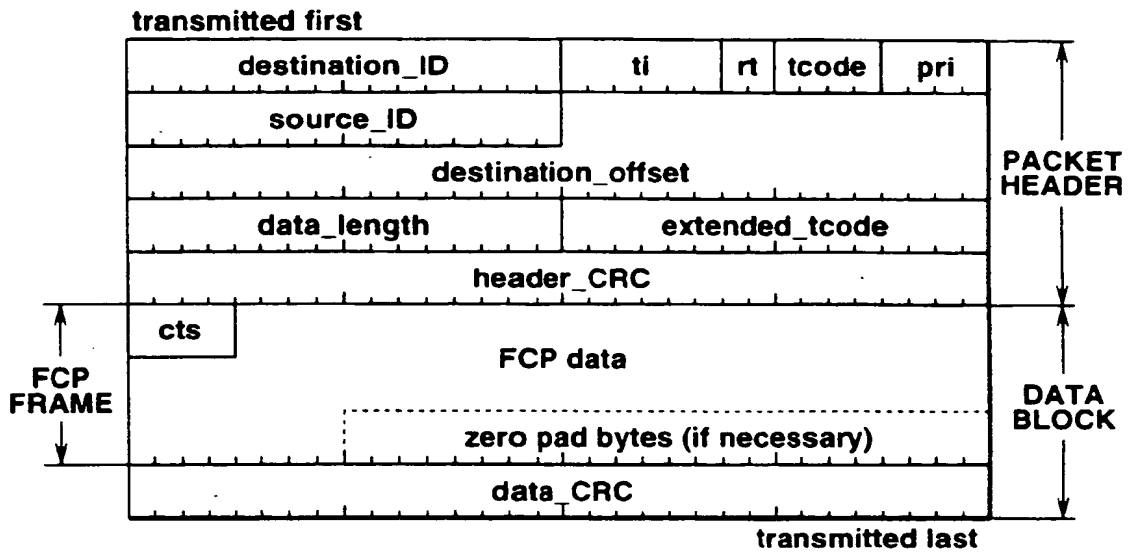 transmitted first
destination_ID ti rt tcode pri
source_ID
destination_offset
PACKET
HEADER
data_length extended_tcode
header_CRC
cts
FCP data
FCP
FRAME
DATA
BLOCK
zero pad bytes (if necessary)
data_CRC
transmitted last